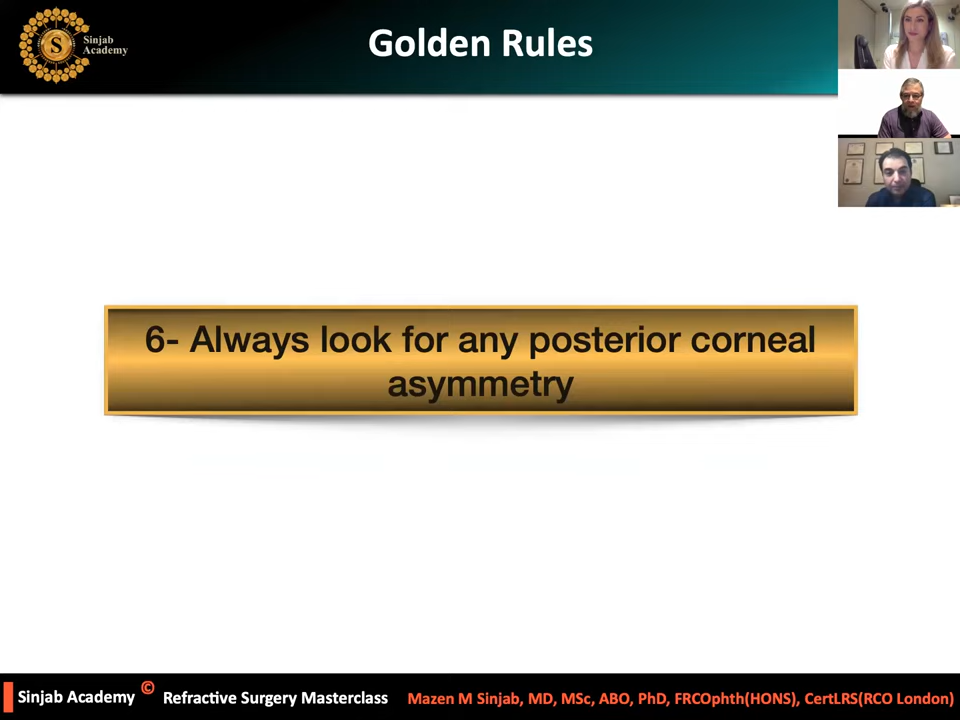 S
Sinjab
Academy
Golden Rules
6- Always look for any posterior corneal
asymmetry
Sinjab Academy © Refractive Surgery Masterclass Mazen M Sinjab, MD, MSc, ABO, PhD, FRCOphth(HONS), CertLRS(RCO London)